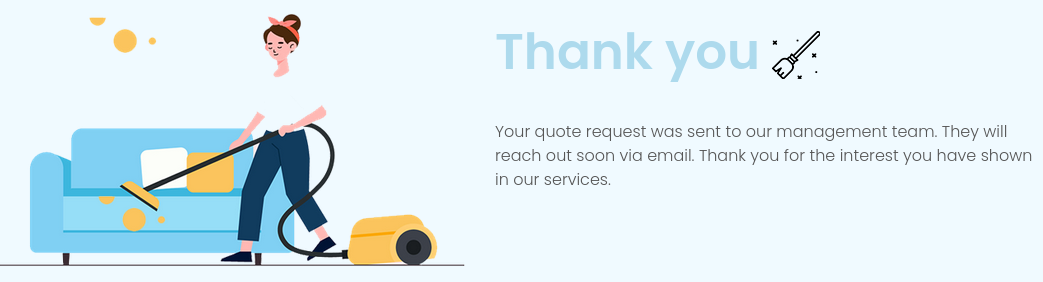 Thank you
Your quote request was sent to our management team. They will
reach out soon via email. Thank you for the interest you have shown
in our services.